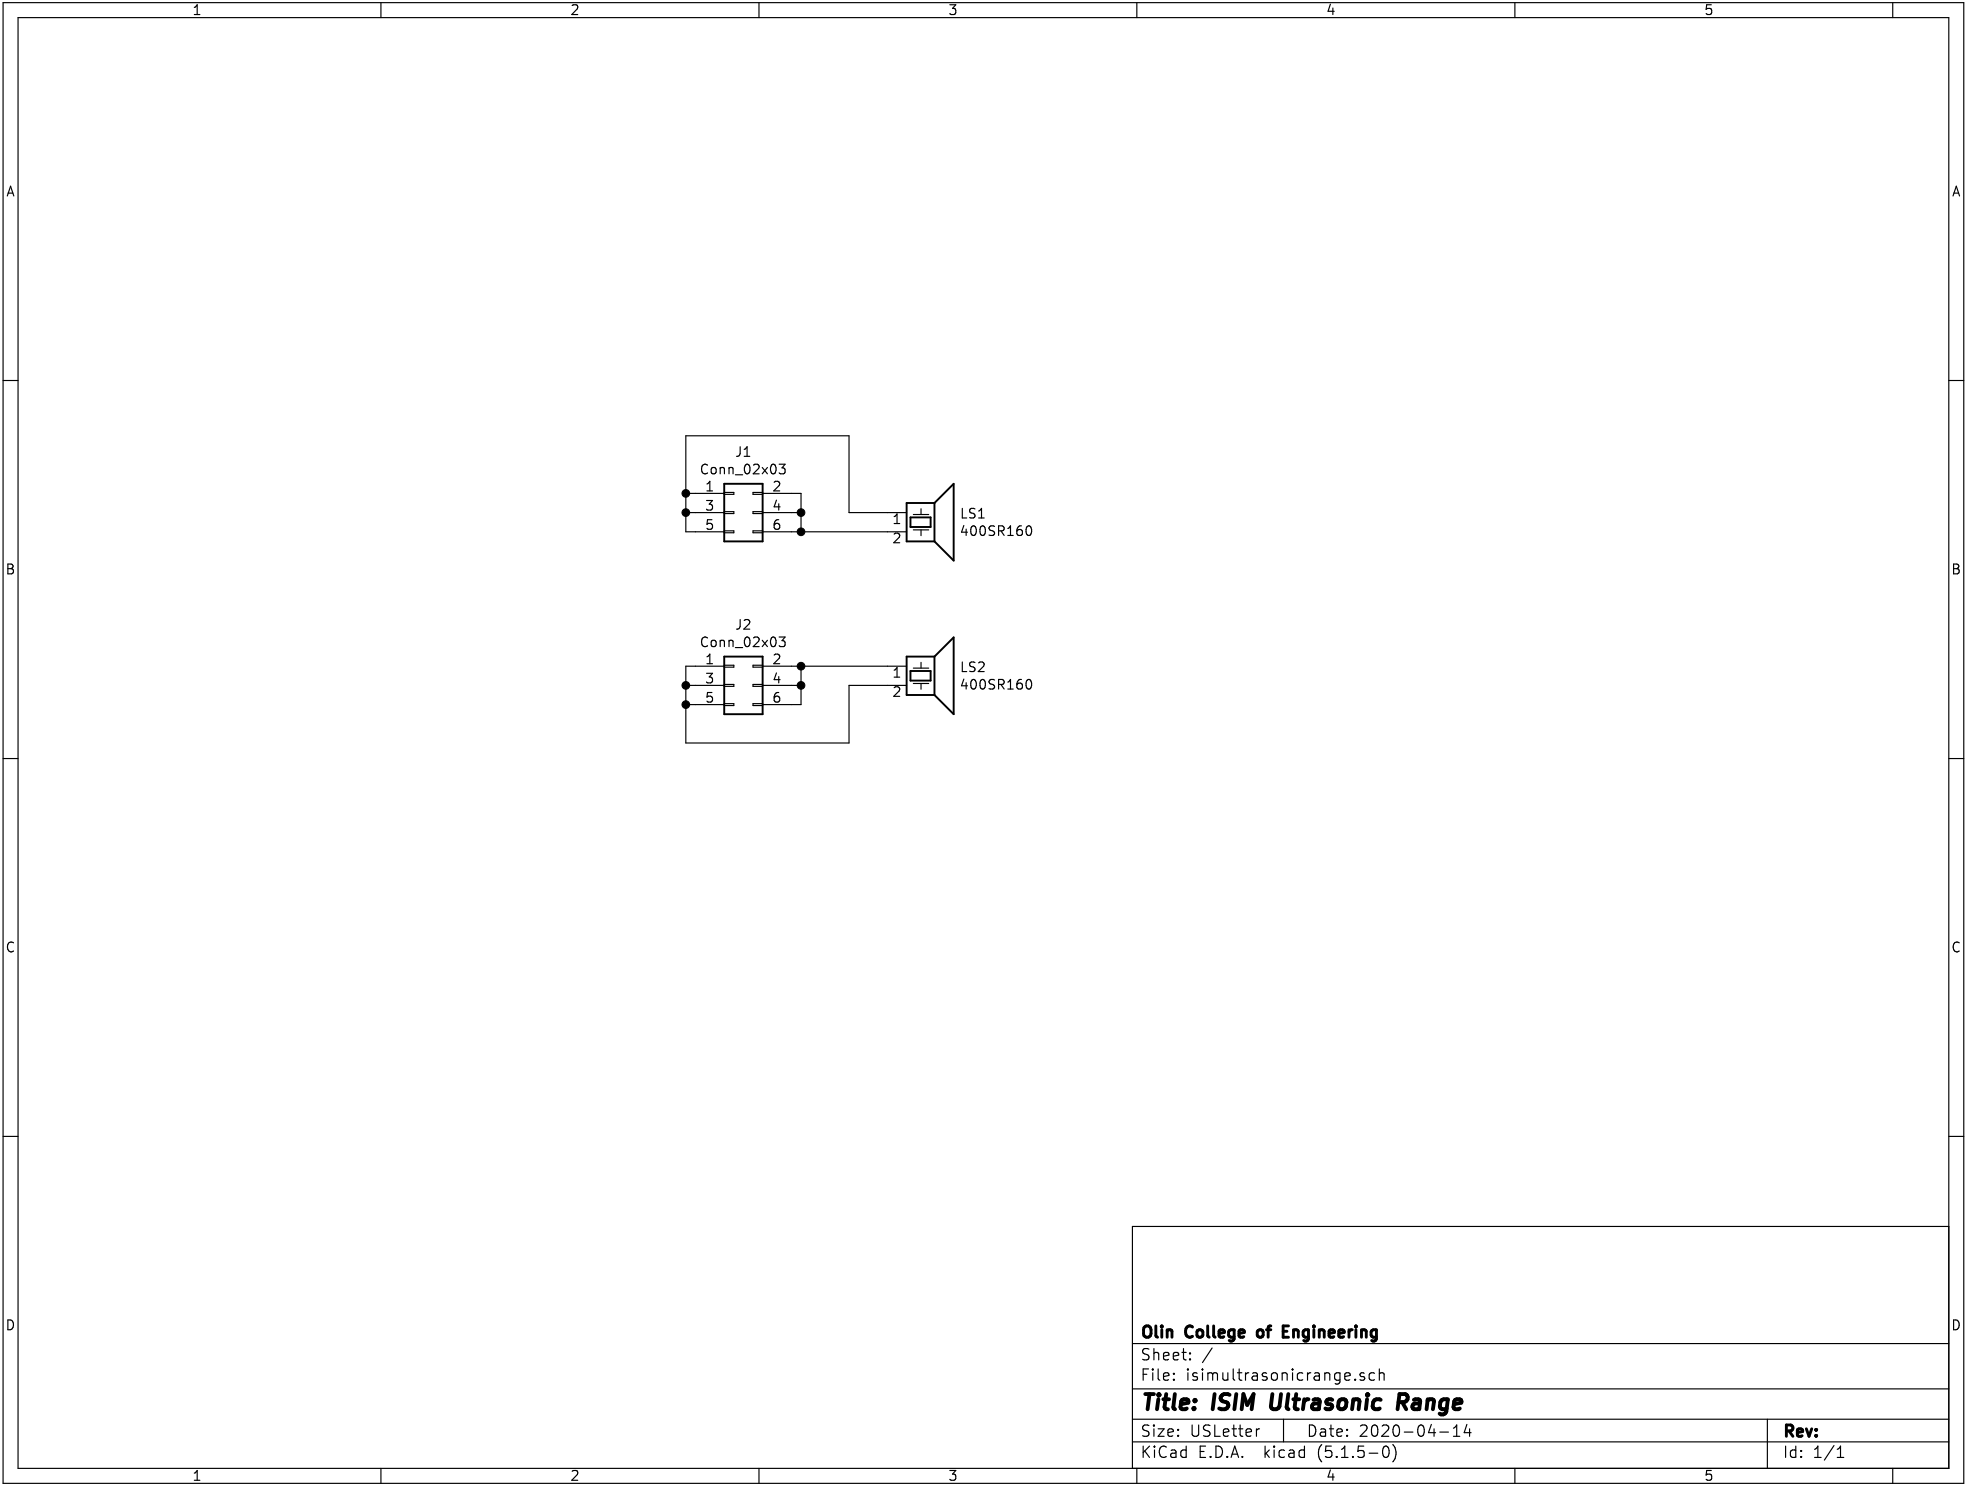 1 2 3 4 5
A A
J1
Conn_02x03
1 2
3 4
5 6
1
2
LS1
400SR160
B B
J2
Conn_02x03
1 2
3 4
5 6
1
2
LS2
400SR160
C C
D D
Olin College of Engineering
Sheet: /
File: isimultrasonicrange.sch
Title: ISIM Ultrasonic Range
Size: USLetter Date: 2020-04-14 Rev:
KiCad E.D.A. kicad (5.1.5-0) Id: 1/1
1 2 3 4 5